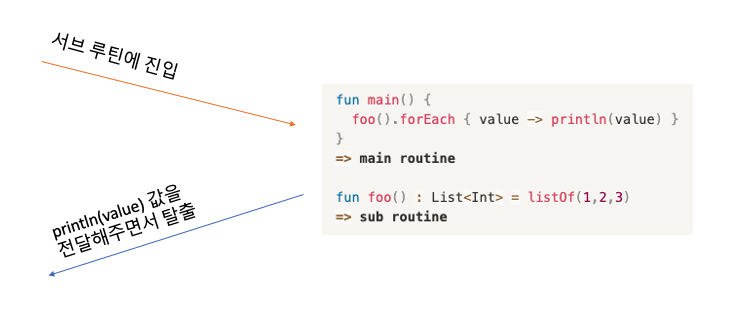 서브 루틴에 진입
fun main() {
  foo().forEach { value -> println(value) }
}
=> main routine
fun foo() : List<Int> = listOf(1,2,3)
=> sub routine
println(value) 값을
전달해주면서 탈출